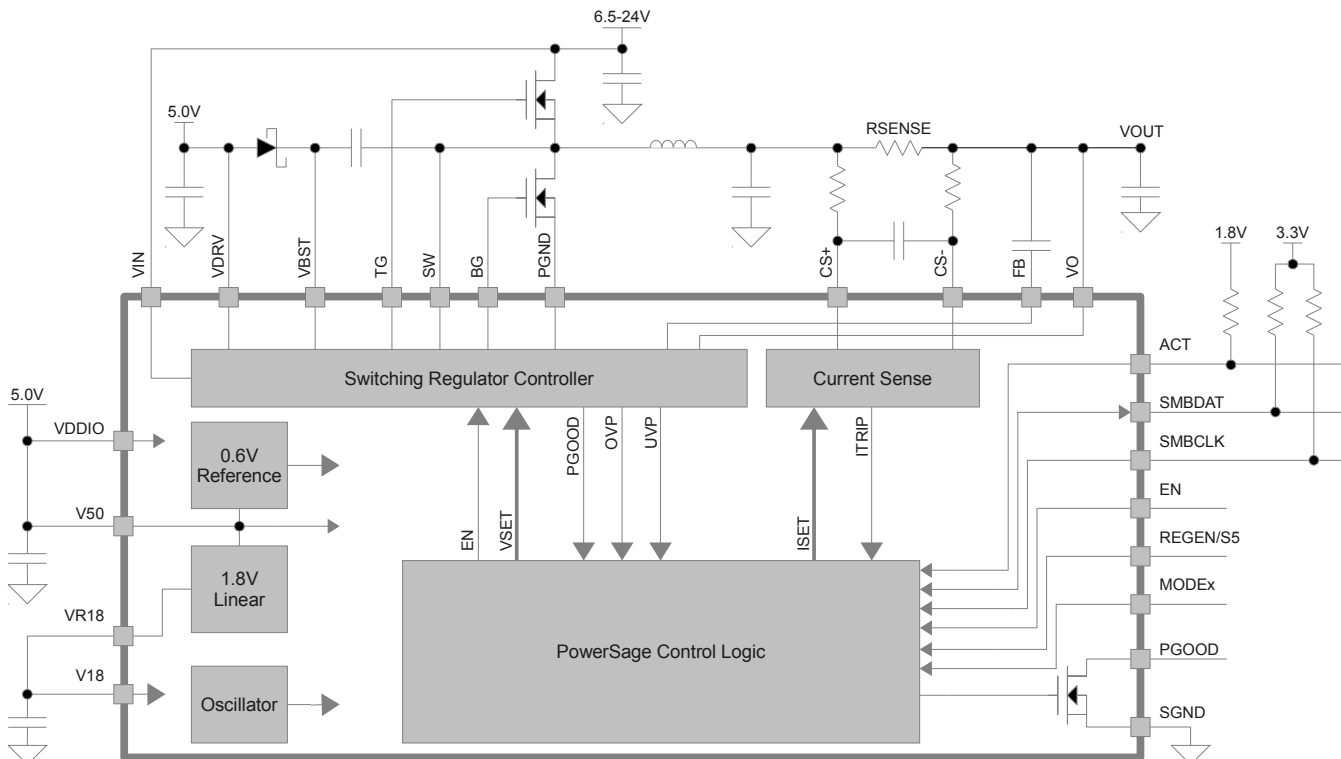 6.5-24V
5.0V
RSENSE
VOUT
1.8V
3.3V
VIN
VDRV
VBST
TG
SW
BG
PGND
CS+
CS-
FB
VO
Switching Regulator Controller
Current Sense
ACT
SMBDAT
SMBCLK
EN
REGEN/S5
MODEx
PGOOD
SGND
5.0V
VDDIO
V50
VR18
V18
0.6V
Reference
1.8V
Linear
Oscillator
EN
VSET
PGOOD
OVP
UVP
ISET
ITRIP
PowerSage Control Logic